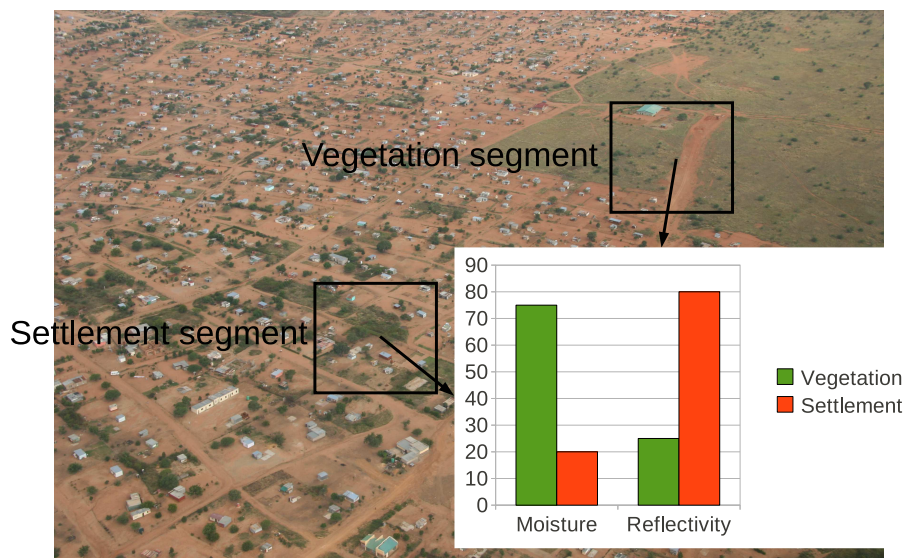 Vegetation segment
Settlement segment
90
80
70
60
50
40
30
20
10
0
Moisture Reflectivity
Vegetation
Settlement